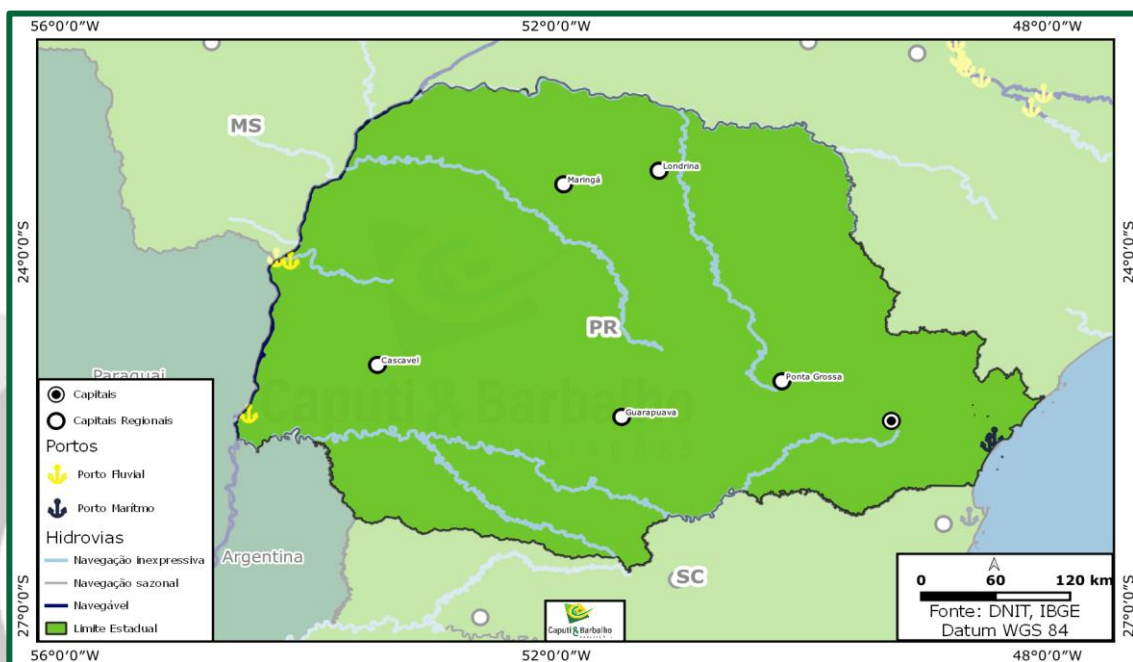 56°0'0"W
52°0'0"W
48°0'0"W
MS
Londrina
Maringá
24°0'0"S
24°0'0"S
PR
Cascavel
Paraguai
Ponta Grossa
Guarapuava
Caputi & Barbalho
Capitais
Capitais Regionais
Portos
Porto Fluvial
Porto Marítmo
Hidrovias
Navegação inexpressiva
Navegação sazonal
Navegável
Limite Estadual
Argentina
SC
0 60 120 km
Fonte: DNIT, IBGE
Datum WGS 84
Caputi & Barbalho
27°0'0"S
27°0'0"S
56°0'0"W
52°0'0"W
48°0'0"W